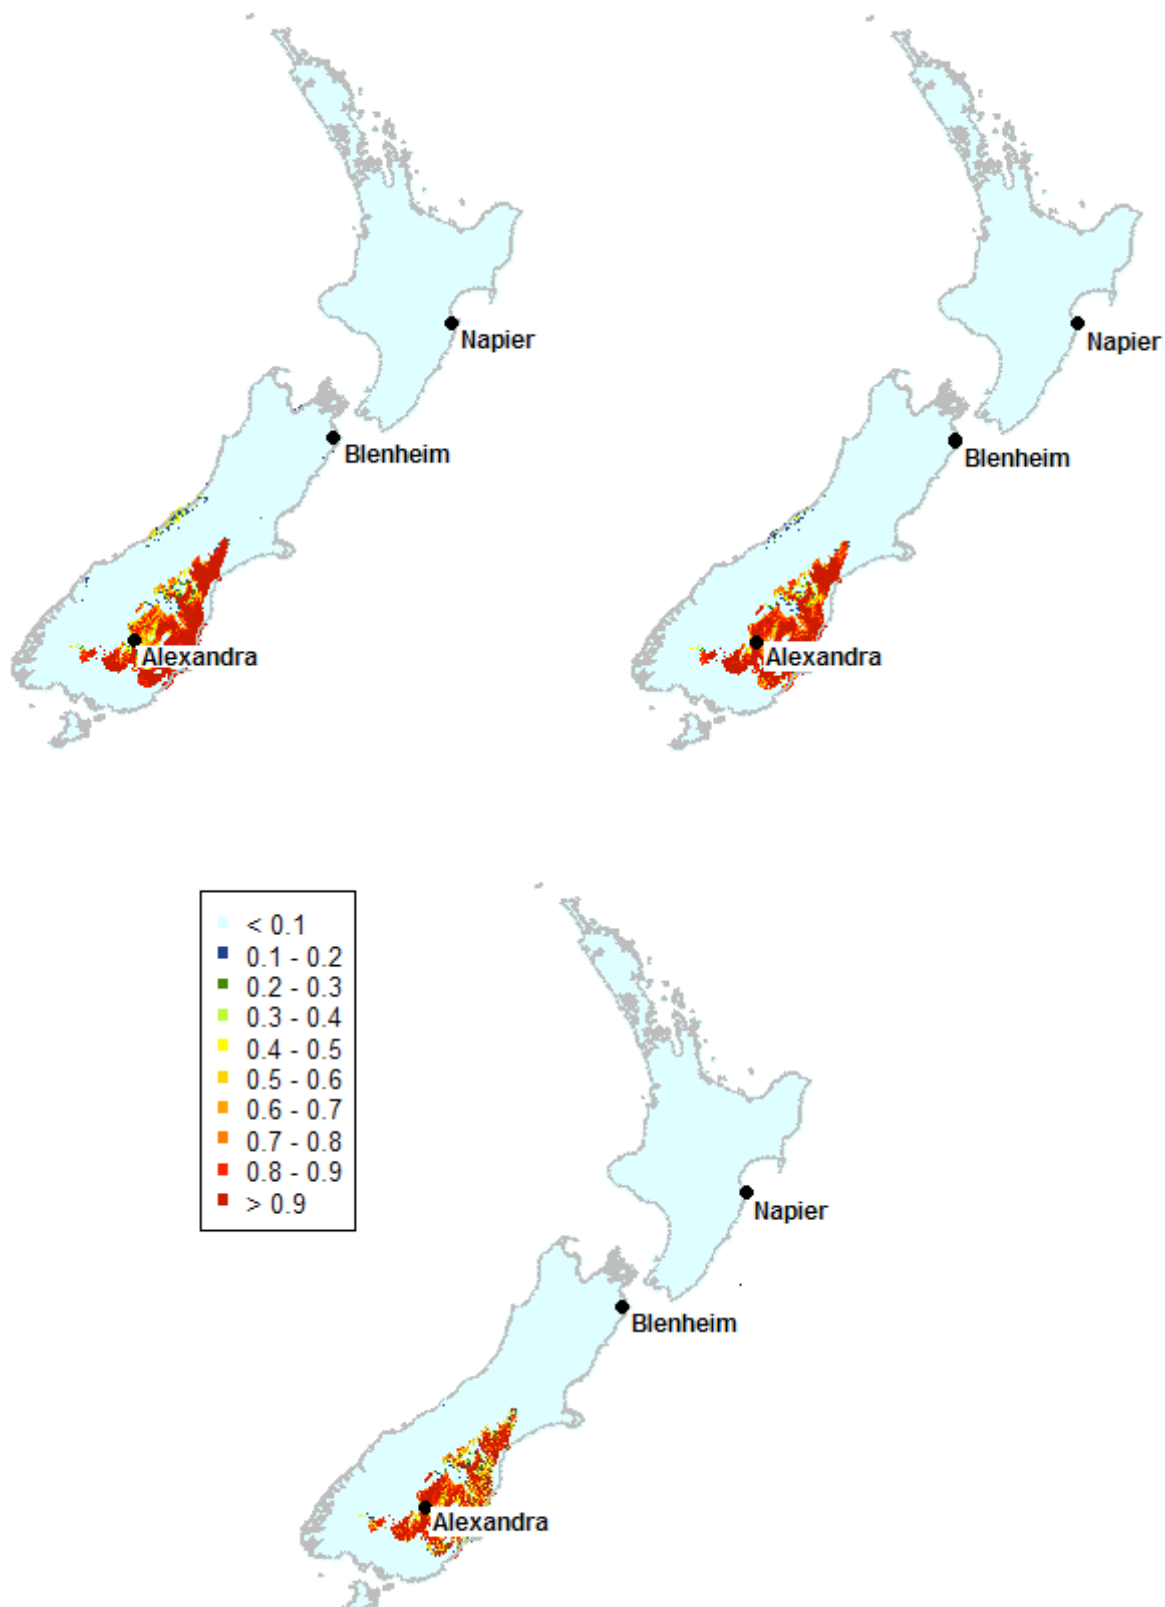 Napier
Blenheim
Alexandra
Napier
Blenheim
Alexandra
< 0.1
0.1 - 0.2
0.2 - 0.3
0.3 - 0.4
0.4 - 0.5
0.5 - 0.6
0.6 - 0.7
0.7 - 0.8
0.8 - 0.9
> 0.9
Napier
Blenheim
Alexandra